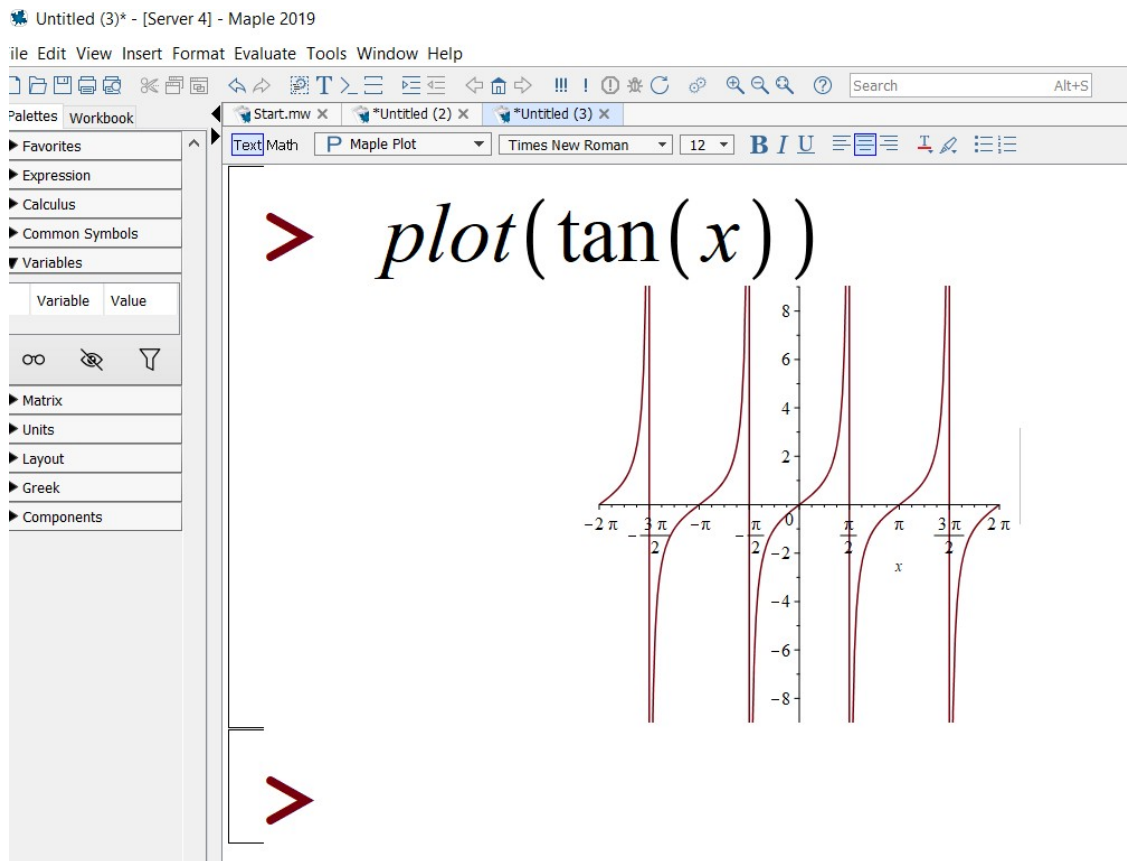 Untitled (3)* - [Server 4] - Maple 2019
ile Edit View Insert Format Evaluate Tools Window Help
Search Alt+S
Palettes Workbook
Start.mw *Untitled (2) *Untitled (3)
Text Math P Maple Plot Times New Roman 12 B I U
Favorites
Expression
Calculus
Common Symbols
Variables
Variable Value
Matrix
Units
Layout
Greek
Components
> plot(tan(x))
8
6
4
2
0
-2π -3π/2 -π -π/2 π/2 π 3π/2 2π
x
-2
-4
-6
-8
>